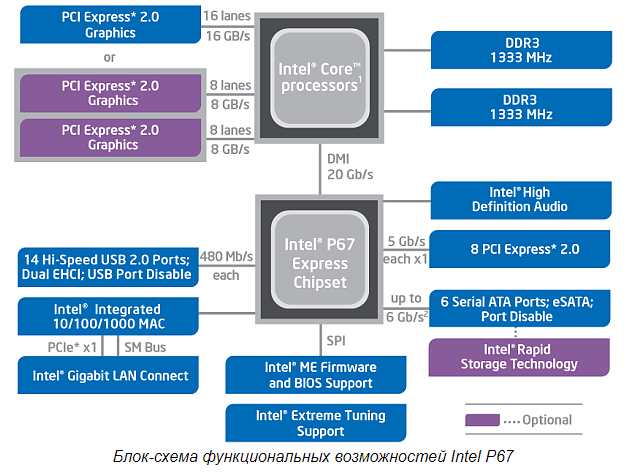 PCI Express* 2.0
Graphics
16 lanes
16 GB/s
or
PCI Express* 2.0
Graphics
8 lanes
8 GB/s
PCI Express* 2.0
Graphics
8 lanes
8 GB/s
Intel® Core™
processors¹
DDR3
1333 MHz
DDR3
1333 MHz
DMI
20 Gb/s
Intel® P67
Express
Chipset
14 Hi-Speed USB 2.0 Ports;
Dual EHCI; USB Port Disable
480 Mb/s
each
Intel® Integrated
10/100/1000 MAC
PCIe* x1
SM Bus
Intel® Gigabit LAN Connect
Intel® High
Definition Audio
5 Gb/s
each x1
8 PCI Express* 2.0
up to
6 Gb/s²
6 Serial ATA Ports; eSATA;
Port Disable
Intel® Rapid
Storage Technology
SPI
Intel® ME Firmware
and BIOS Support
Intel® Extreme Tuning
Support
Optional
Блок-схема функциональных возможностей Intel P67